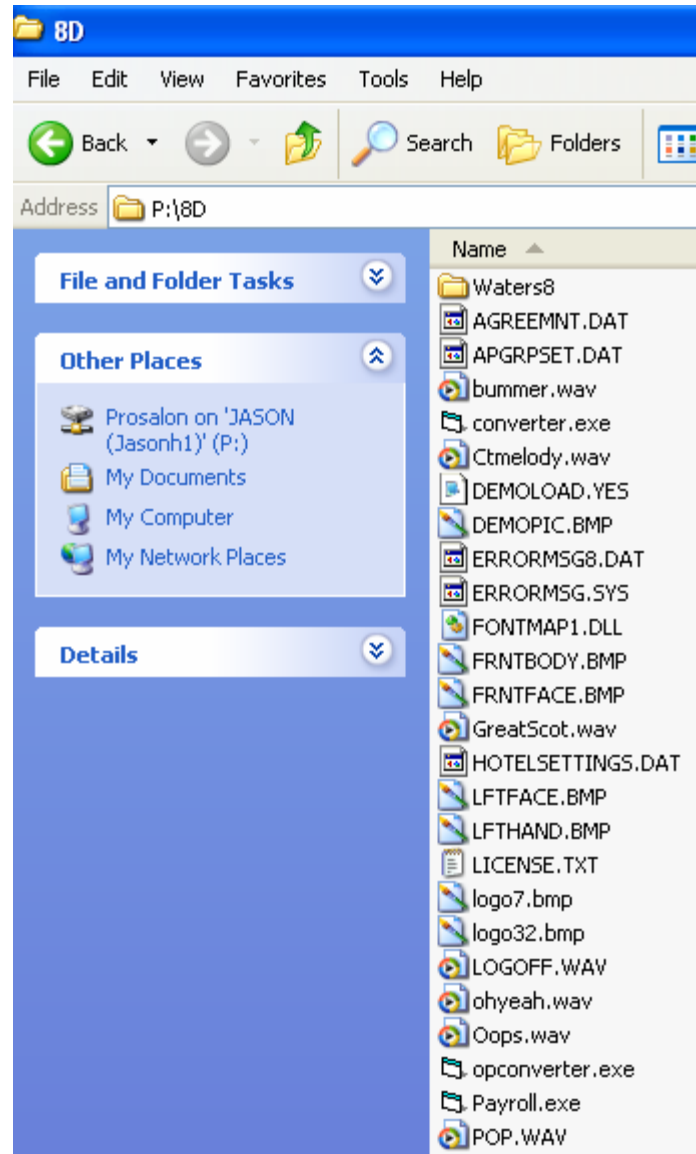 8D
File Edit View Favorites Tools Help
Back Search Folders
Address P:\8D
File and Folder Tasks
Other Places
Prosalon on 'JASON
(Jasonh1)' (P:)
My Documents
My Computer
My Network Places
Details
Name
Waters8
AGREEMNT.DAT
APGRPSET.DAT
bummer.wav
converter.exe
Ctmelody.wav
DEMOLOAD.YES
DEMOPIC.BMP
ERRORMSG8.DAT
ERRORMSG.SYS
FONTMAP1.DLL
FRNTBODY.BMP
FRNTFACE.BMP
GreatScot.wav
HOTELSETTINGS.DAT
LFTFACE.BMP
LFTHAND.BMP
LICENSE.TXT
logo7.bmp
logo32.bmp
LOGOFF.WAV
ohyeah.wav
Oops.wav
opconverter.exe
Payroll.exe
POP.WAV